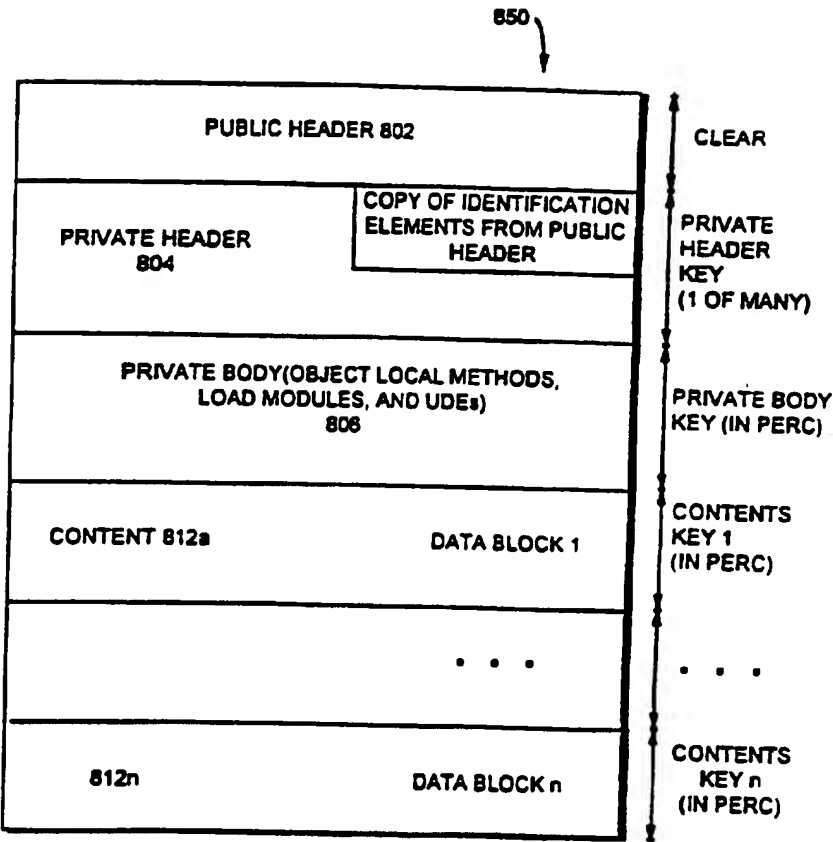 850
PUBLIC HEADER 802
CLEAR
COPY OF IDENTIFICATION
ELEMENTS FROM PUBLIC
HEADER
PRIVATE HEADER
804
PRIVATE
HEADER
KEY
(1 OF MANY)
PRIVATE BODY(OBJECT LOCAL METHODS,
LOAD MODULES, AND UDEs)
806
PRIVATE BODY
KEY (IN PERC)
CONTENT 812a
DATA BLOCK 1
CONTENTS
KEY 1
(IN PERC)
. . .
. . .
812n
DATA BLOCK n
CONTENTS
KEY n
(IN PERC)